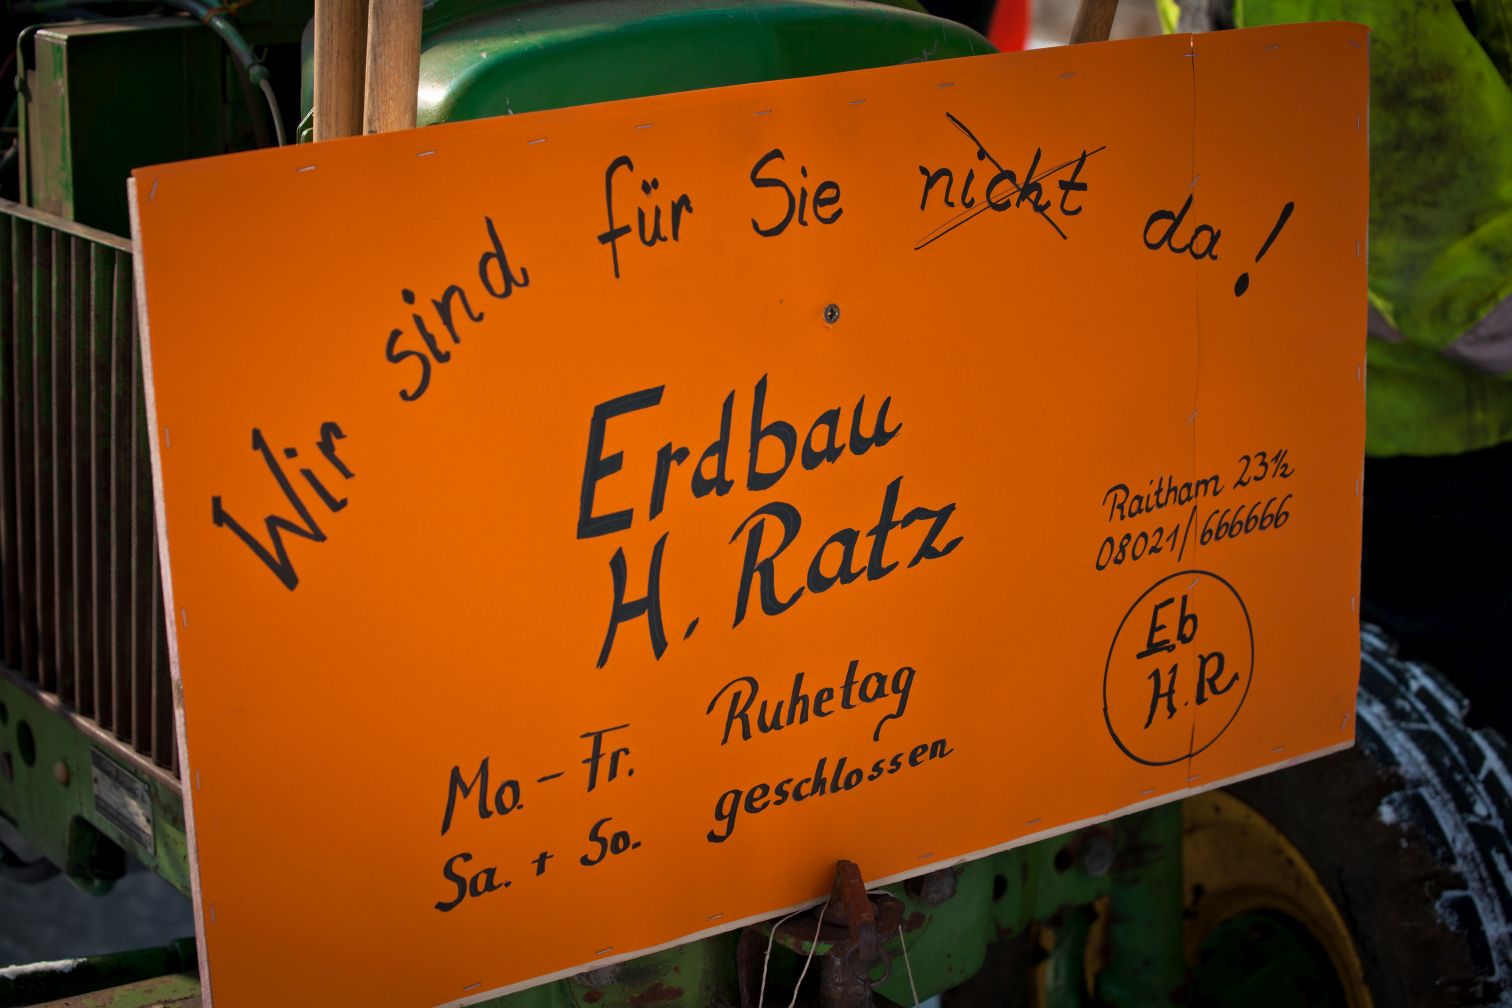 Wir sind für Sie nicht da!
Erdbau
H. Ratz
Raitham 23½
08021/666666
Eb
H.R
Mo.-Fr. Ruhetag
Sa. + So. geschlossen